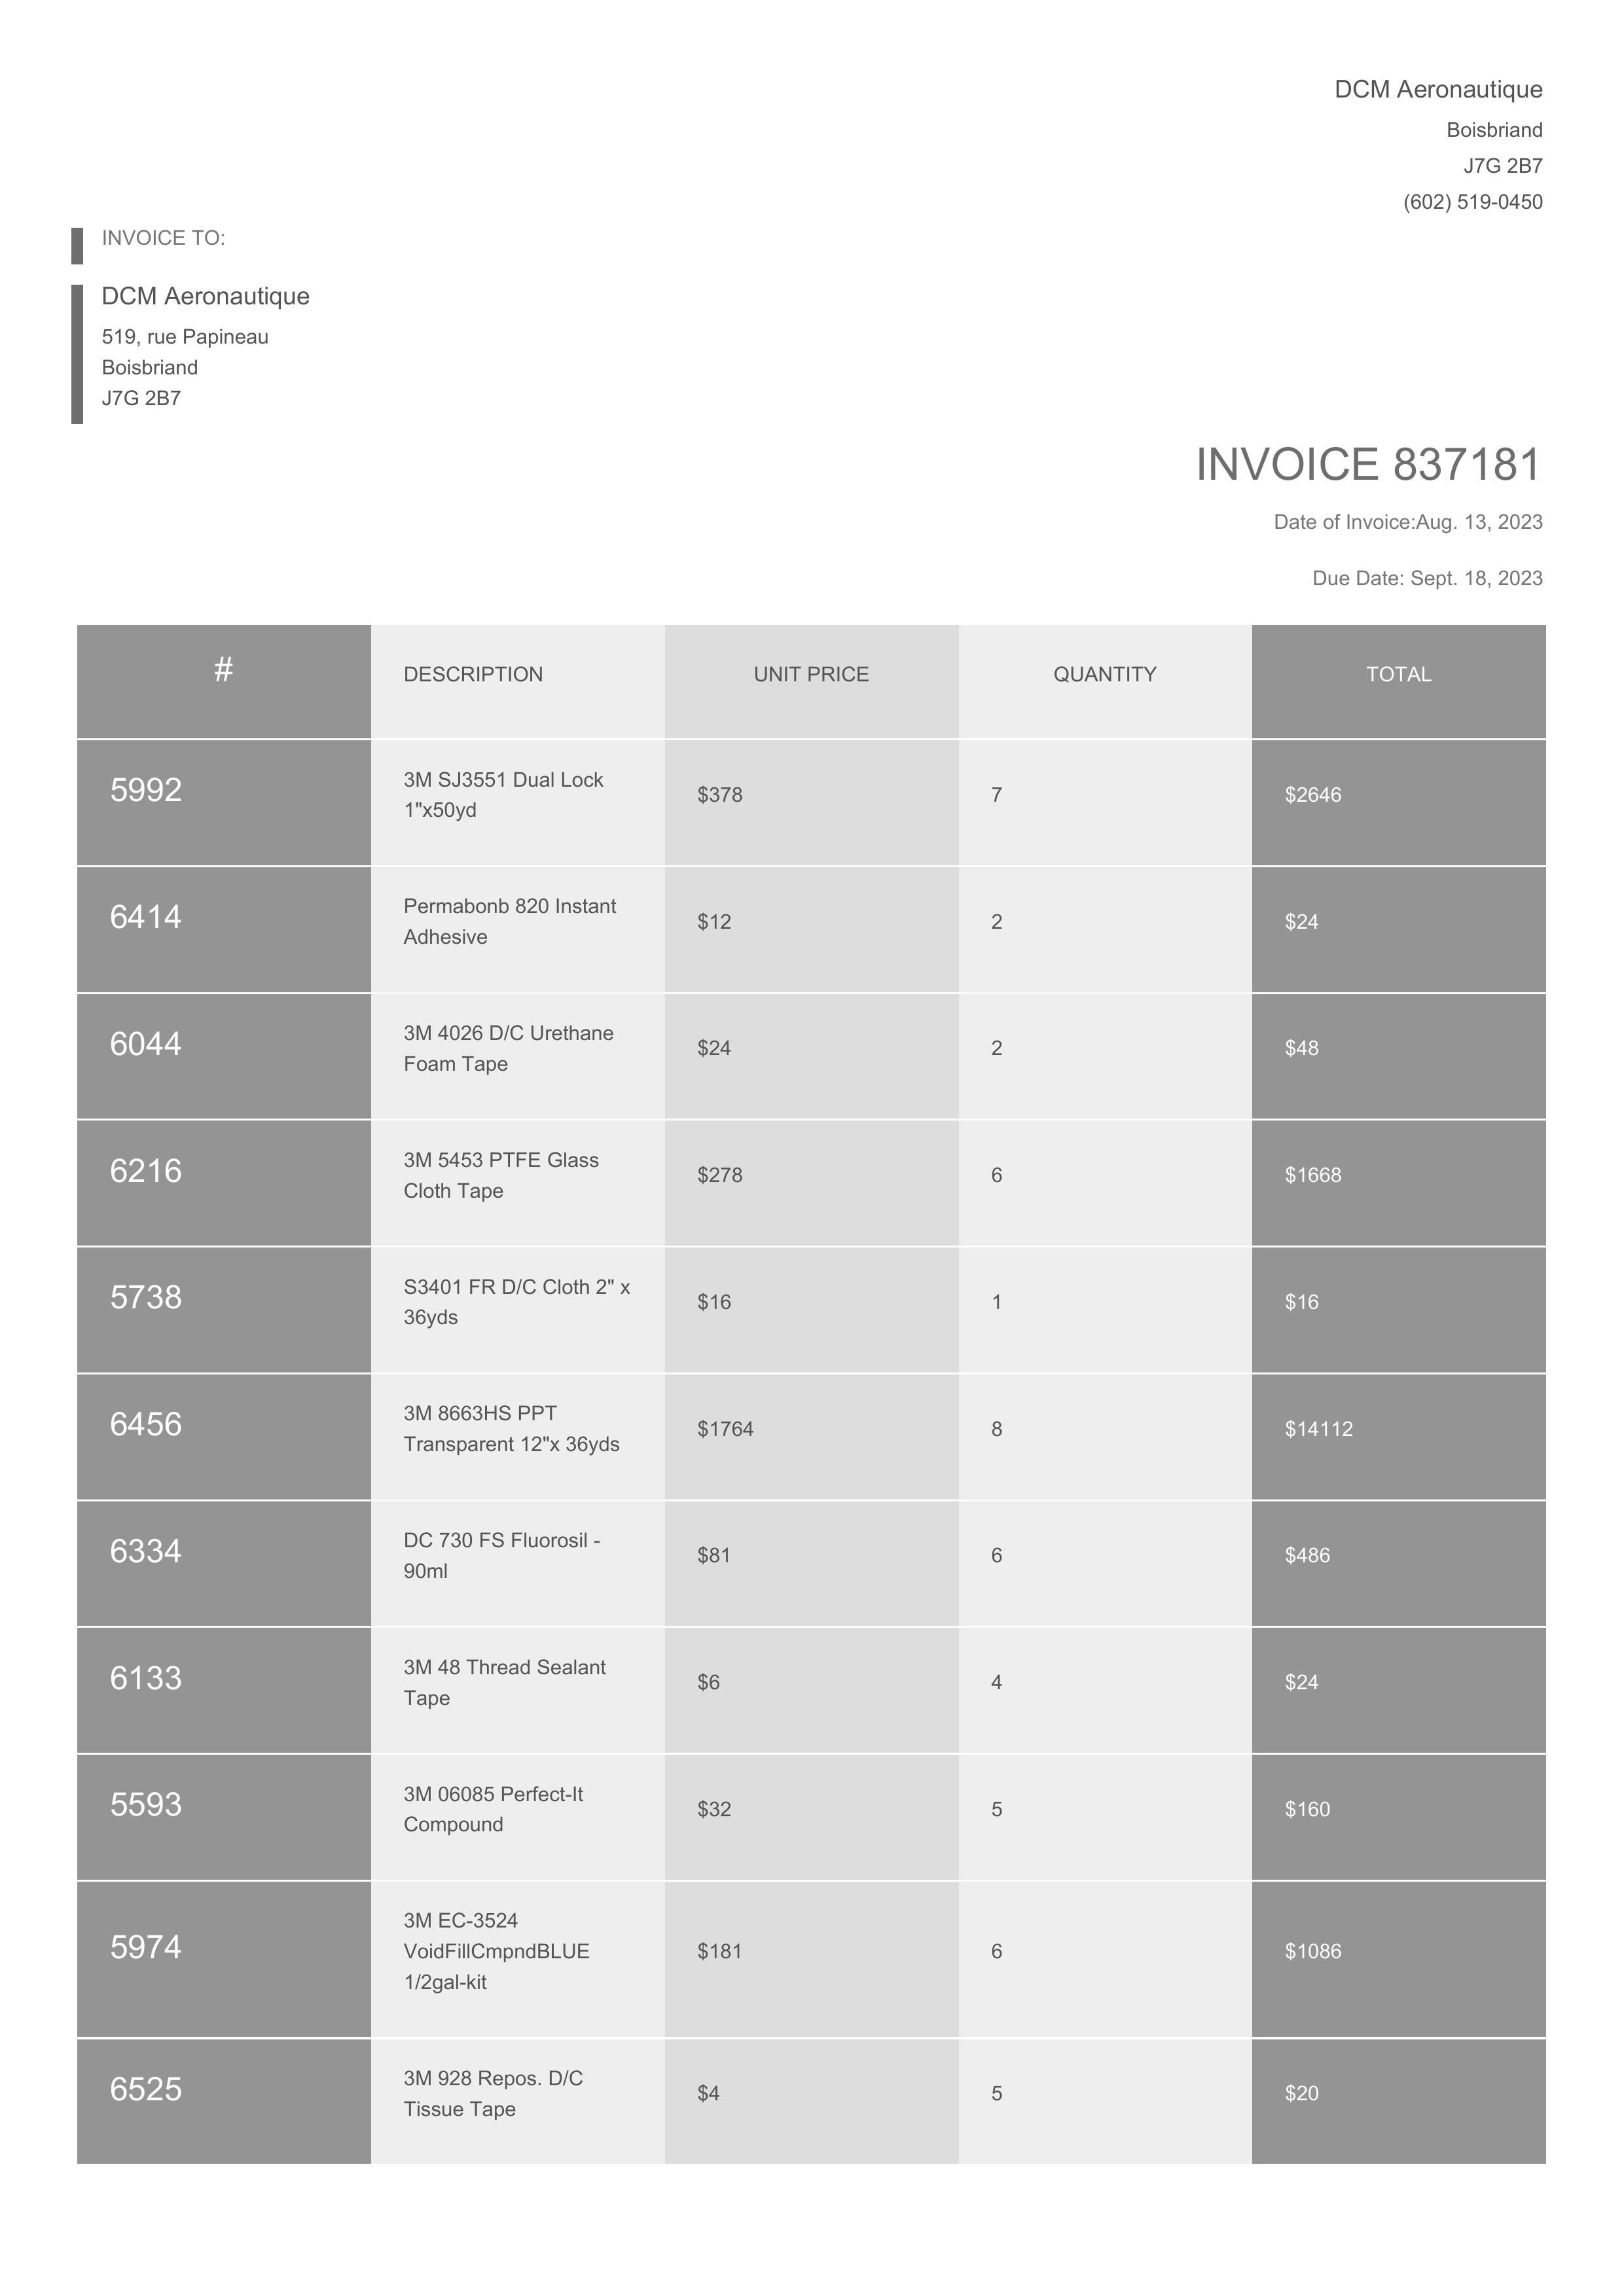 DCM Aeronautique
Boisbriand
J7G 2B7
(602) 519-0450
INVOICE TO:
DCM Aeronautique
519, rue Papineau
Boisbriand
J7G 2B7
INVOICE 837181
Date of Invoice:Aug. 13, 2023
Due Date: Sept. 18, 2023
# DESCRIPTION UNIT PRICE QUANTITY TOTAL
5992 3M SJ3551 Dual Lock $378 7 $2646
1"x50yd
6414 Permabonb 820 Instant $12 2 $24
Adhesive
6044 3M 4026 D/C Urethane $24 2 $48
Foam Tape
6216 3M 5453 PTFE Glass $278 6 $1668
Cloth Tape
5738 S3401 FR D/C Cloth 2" x $16 1 $16
36yds
6456 3M 8663HS PPT $1764 8 $14112
Transparent 12"x 36yds
6334 DC 730 FS Fluorosil - $81 6 $486
90ml
6133 3M 48 Thread Sealant $6 4 $24
Tape
5593 3M 06085 Perfect-It $32 5 $160
Compound
3M EC-3524
5974 VoidFillCmpndBLUE $181 6 $1086
1/2gal-kit
6525 3M 928 Repos. D/C $4 5 $20
Tissue Tape